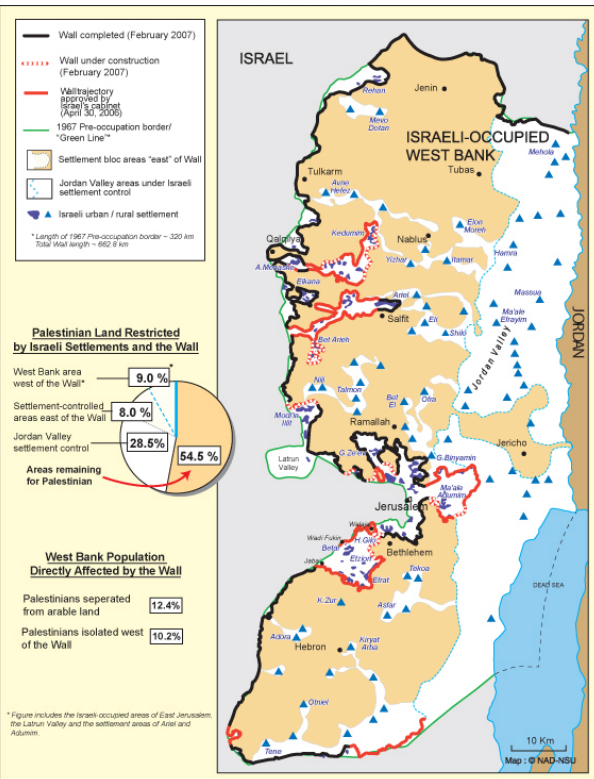 Wall completed (February 2007)
Wall under construction
(February 2007)
Walltrajectory
approved by
Israel's cabinet
(April 30, 2006)
1967 Pre-occupation border/
"Green Line"*
Settlement bloc areas "east" of Wall
Jordan Valley areas under Israeli
settlement control
Israeli urban / rural settlement
* Length of 1967 Pre-occupation border ~ 320 km
Total Wall length ~ 662.8 km
Palestinian Land Restricted
by Israeli Settlements and the Wall
West Bank area
west of the Wall*
9.0 %
*
Settlement-controlled
areas east of the Wall
8.0 %
Jordan Valley
settlement control
28.5%
54.5 %
Areas remaining
for Palestinian
West Bank Population
Directly Affected by the Wall
Palestinians seperated
from arable land
12.4%
Palestinians isolated west
of the Wall
10.2%
* Figure includes the Israeli-occupied areas of East Jerusalem,
the Latrun Valley and the settlement areas of Ariel and
Adumim.
ISRAEL
Rehan
Jenin
Mevo
Dotan
ISRAELI-OCCUPIED
WEST BANK
Mehola
Tulkarm
Tubas
Avne
Hefez
Kedumim
Elon
Moreh
Qalqilya
Nablus
Hamra
A.Menashe
Yizhar
Itamar
Elkana
Ariel
Massua
Salfit
Eli
Ma'ale
Efrayim
Shilo
JORDAN
Bet Arieh
Jordan Valley
Nili
Talmon
Bet
El
Ofra
Modi'in
Illit
Ramallah
Jericho
Latrun
Valley
G.Ze'ev
G.Binyamin
Ma'ale
Adumim
Jerusalem
Walaja
Wadi Fukin
H.Gilo
Betar
Bethlehem
Jaba
Etzion
Efrat
Tekoa
DEAD SEA
K.Zur
Asfar
Adora
Kiryat
Arba
Hebron
Otniel
Tene
10 Km
Map : © NAD-NSU